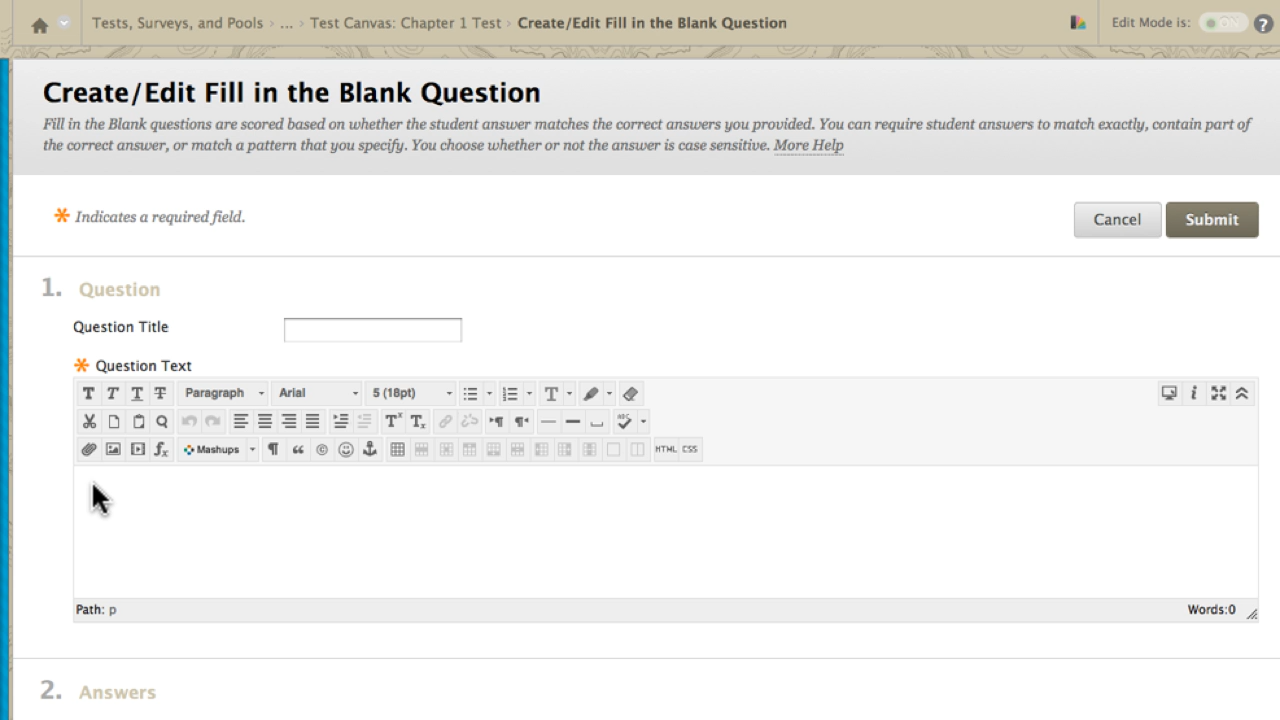 Tests, Surveys, and Pools > ... > Test Canvas: Chapter 1 Test > Create/Edit Fill in the Blank Question Edit Mode is: ON ?
Create/Edit Fill in the Blank Question
Fill in the Blank questions are scored based on whether the student answer matches the correct answers you provided. You can require student answers to match exactly, contain part of
the correct answer, or match a pattern that you specify. You choose whether or not the answer is case sensitive. More Help
* Indicates a required field.
Cancel Submit
1. Question
Question Title
* Question Text
T T T T Paragraph Arial 5 (18pt) T i
Tx Tx ¶ ¶
fx Mashups ¶ “ © HTML CSS
Path: p Words:0
2. Answers